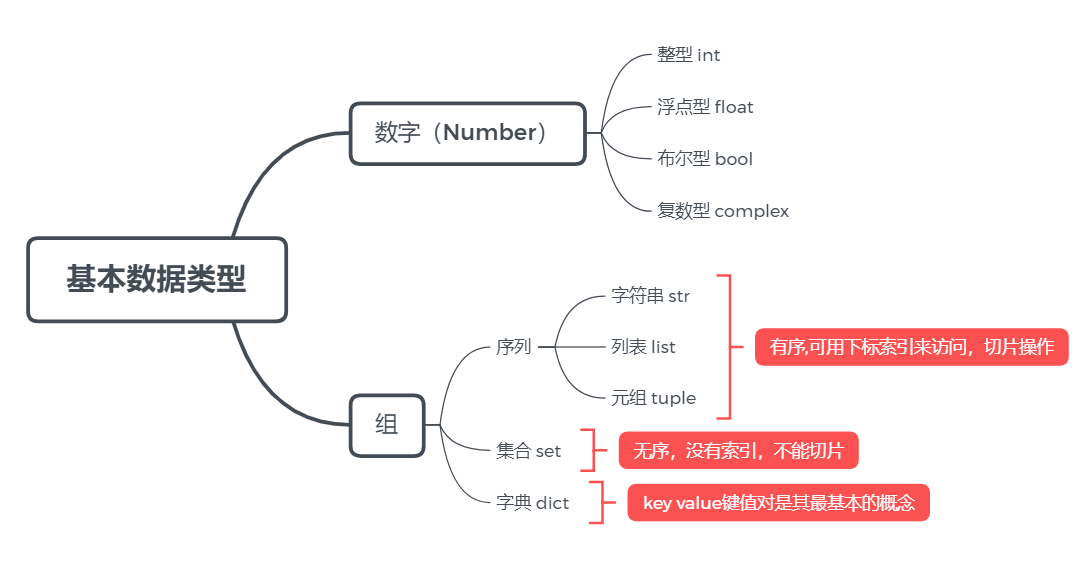 基本数据类型
数字（Number）
整型 int
浮点型 float
布尔型 bool
复数型 complex
组
序列
字符串 str
列表 list
元组 tuple
有序,可用下标索引来访问，切片操作
集合 set
无序，没有索引，不能切片
字典 dict
key value键值对是其最基本的概念